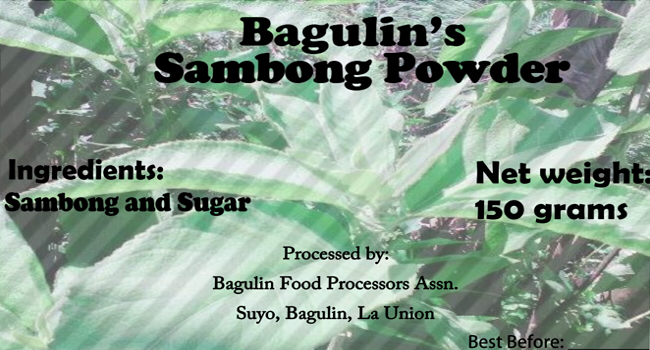 Bagulin's
Sambong Powder
Ingredients:
Sambong and Sugar
Net weight:
150 grams
Processed by:
Bagulin Food Processors Assn.
Suyo, Bagulin, La Union
Best Before: ____________